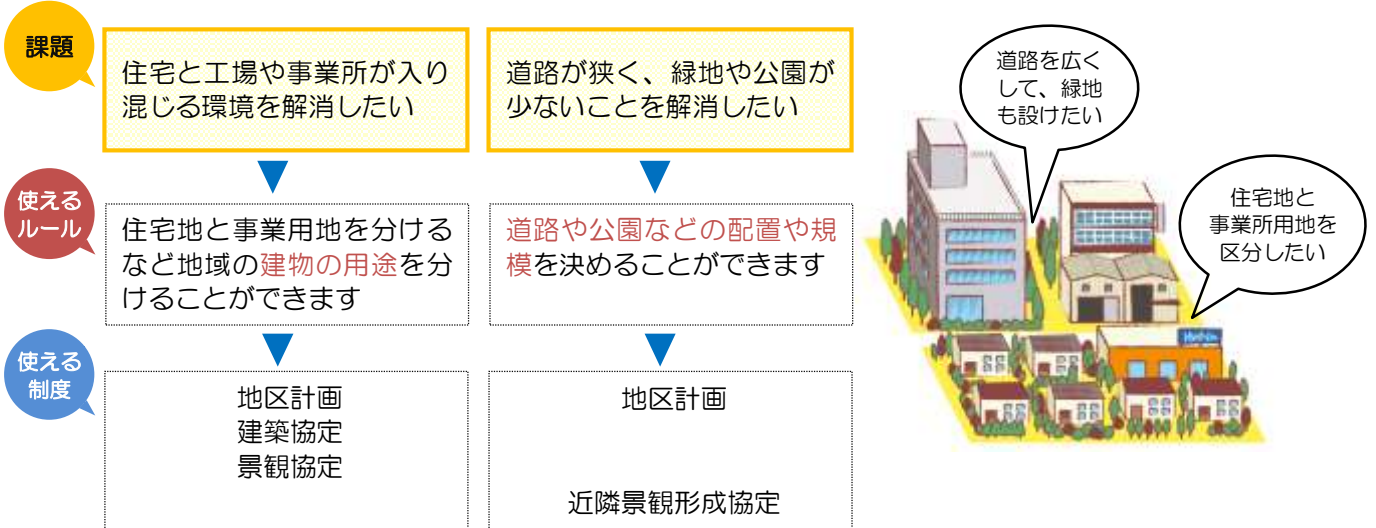 課題
住宅と工場や事業所が入り
混じる環境を解消したい
道路が狭く、緑地や公園が
少ないことを解消したい
道路を広く
して、緑地
も設けたい
住宅地と
事業所用地を
区分したい
使える
ルール
住宅地と事業用地を分ける
など地域の建物の用途を分
けることができます
道路や公園などの配置や規
模を決めることができます
使える
制度
地区計画
建築協定
景観協定
地区計画
近隣景観形成協定